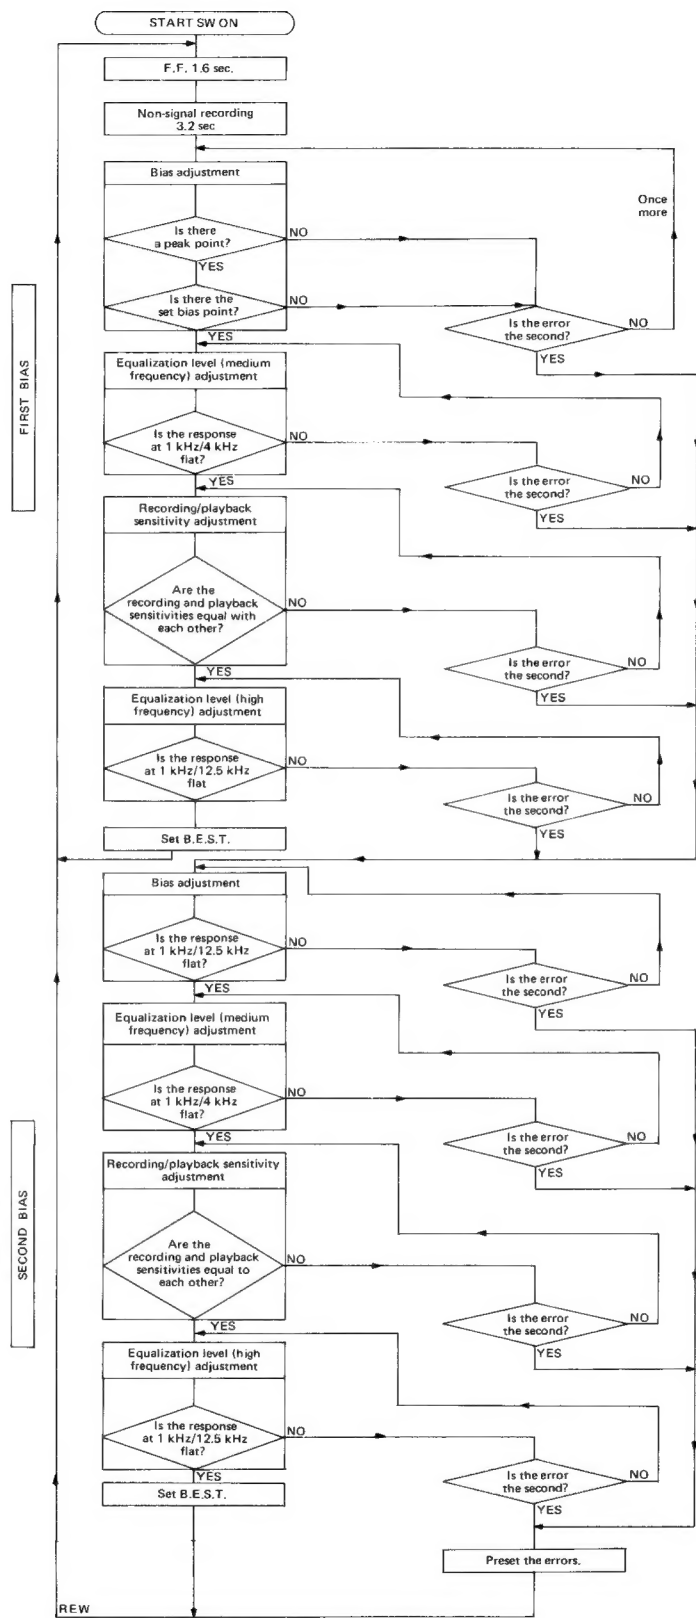 START SW ON
F.F. 1.6 sec.
Non-signal recording
3.2 sec
Bias adjustment
Once
more
Is there
a peak point?
NO
YES
Is there the
set bias point?
NO
Is the error
the second?
NO
YES
YES
FIRST BIAS
Equalization level (medium
frequency) adjustment
Is the response
at 1 kHz/4 kHz
flat?
NO
Is the error
the second?
NO
YES
YES
Recording/playback
sensitivity adjustment
Are the
recording and playback
sensitivities equal with
each other?
NO
Is the error
the second?
NO
YES
YES
Equalization level (high
frequency) adjustment
Is the response
at 1 kHz/12.5 kHz
flat
NO
Is the error
the second?
NO
YES
Set B.E.S.T.
Bias adjustment
Is the response
at 1 kHz/12.5 kHz
flat?
NO
Is the error
the second?
NO
YES
YES
Equalization level (medium
frequency) adjustment
Is the response
at 1 kHz/4 kHz
flat?
NO
Is the error
the second?
NO
YES
YES
SECOND BIAS
Recording/playback sensitivity
adjustment
Are the
recording and playback
sensitivities equal to
each other?
NO
Is the error
the second?
NO
YES
YES
Equalization level (high
frequency) adjustment
Is the response
at 1 kHz/12.5 kHz
flat?
NO
Is the error
the second?
NO
YES
YES
Set B.E.S.T.
Preset the errors.
REW